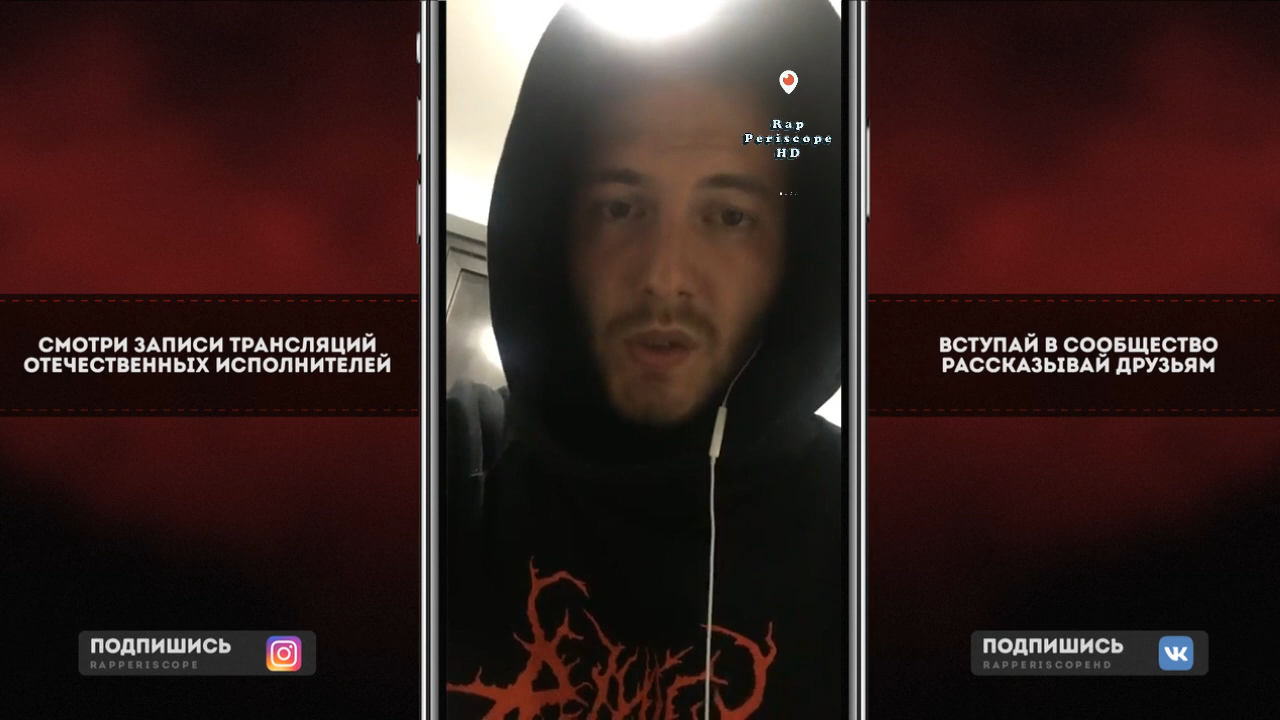 Rap
Periscope
HD
СМОТРИ ЗАПИСИ ТРАНСЛЯЦИЙ
ОТЕЧЕСТВЕННЫХ ИСПОЛНИТЕЛЕЙ
ВСТУПАЙ В СООБЩЕСТВО
РАССКАЗЫВАЙ ДРУЗЬЯМ
ПОДПИШИСЬ
RAPPERISCOPE
ПОДПИШИСЬ
RAPPERISCOPEHD